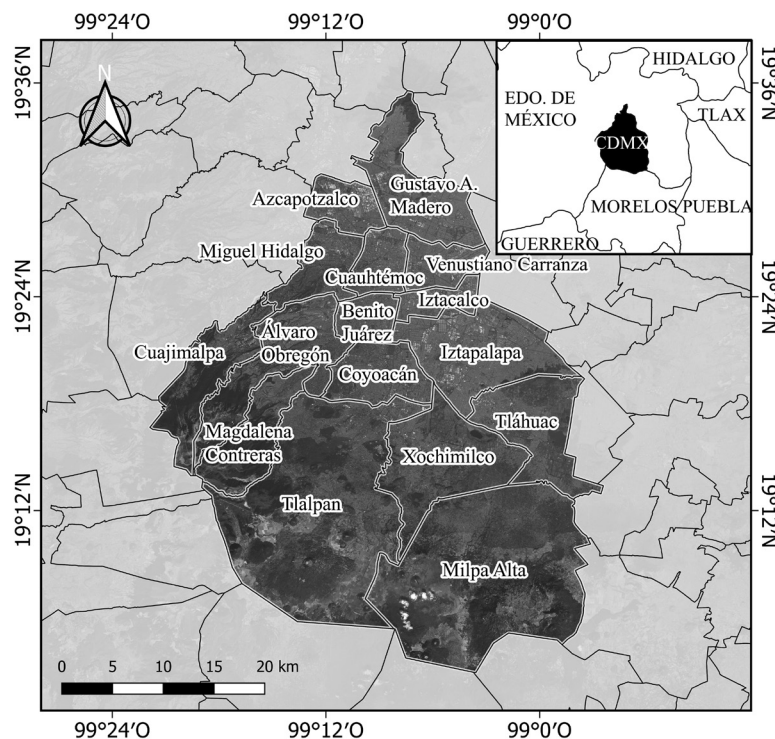 99°24′O 99°12′O 99°0′O
19°36′N
19°36′N
N
HIDALGO
EDO. DE
MÉXICO
TLAX
CDMX
MORELOS
PUEBLA
GUERRERO
Gustavo A.
Madero
Azcapotzalco
Miguel Hidalgo
Cuauhtémoc
Venustiano Carranza
19°24′N
19°24′N
Iztacalco
Benito
Juárez
Álvaro
Obregón
Cuajimalpa
Iztapalapa
Coyoacán
Tláhuac
Magdalena
Contreras
Xochimilco
Tlalpan
19°12′N
19°12′N
Milpa Alta
0 5 10 15 20 km
99°24′O 99°12′O 99°0′O